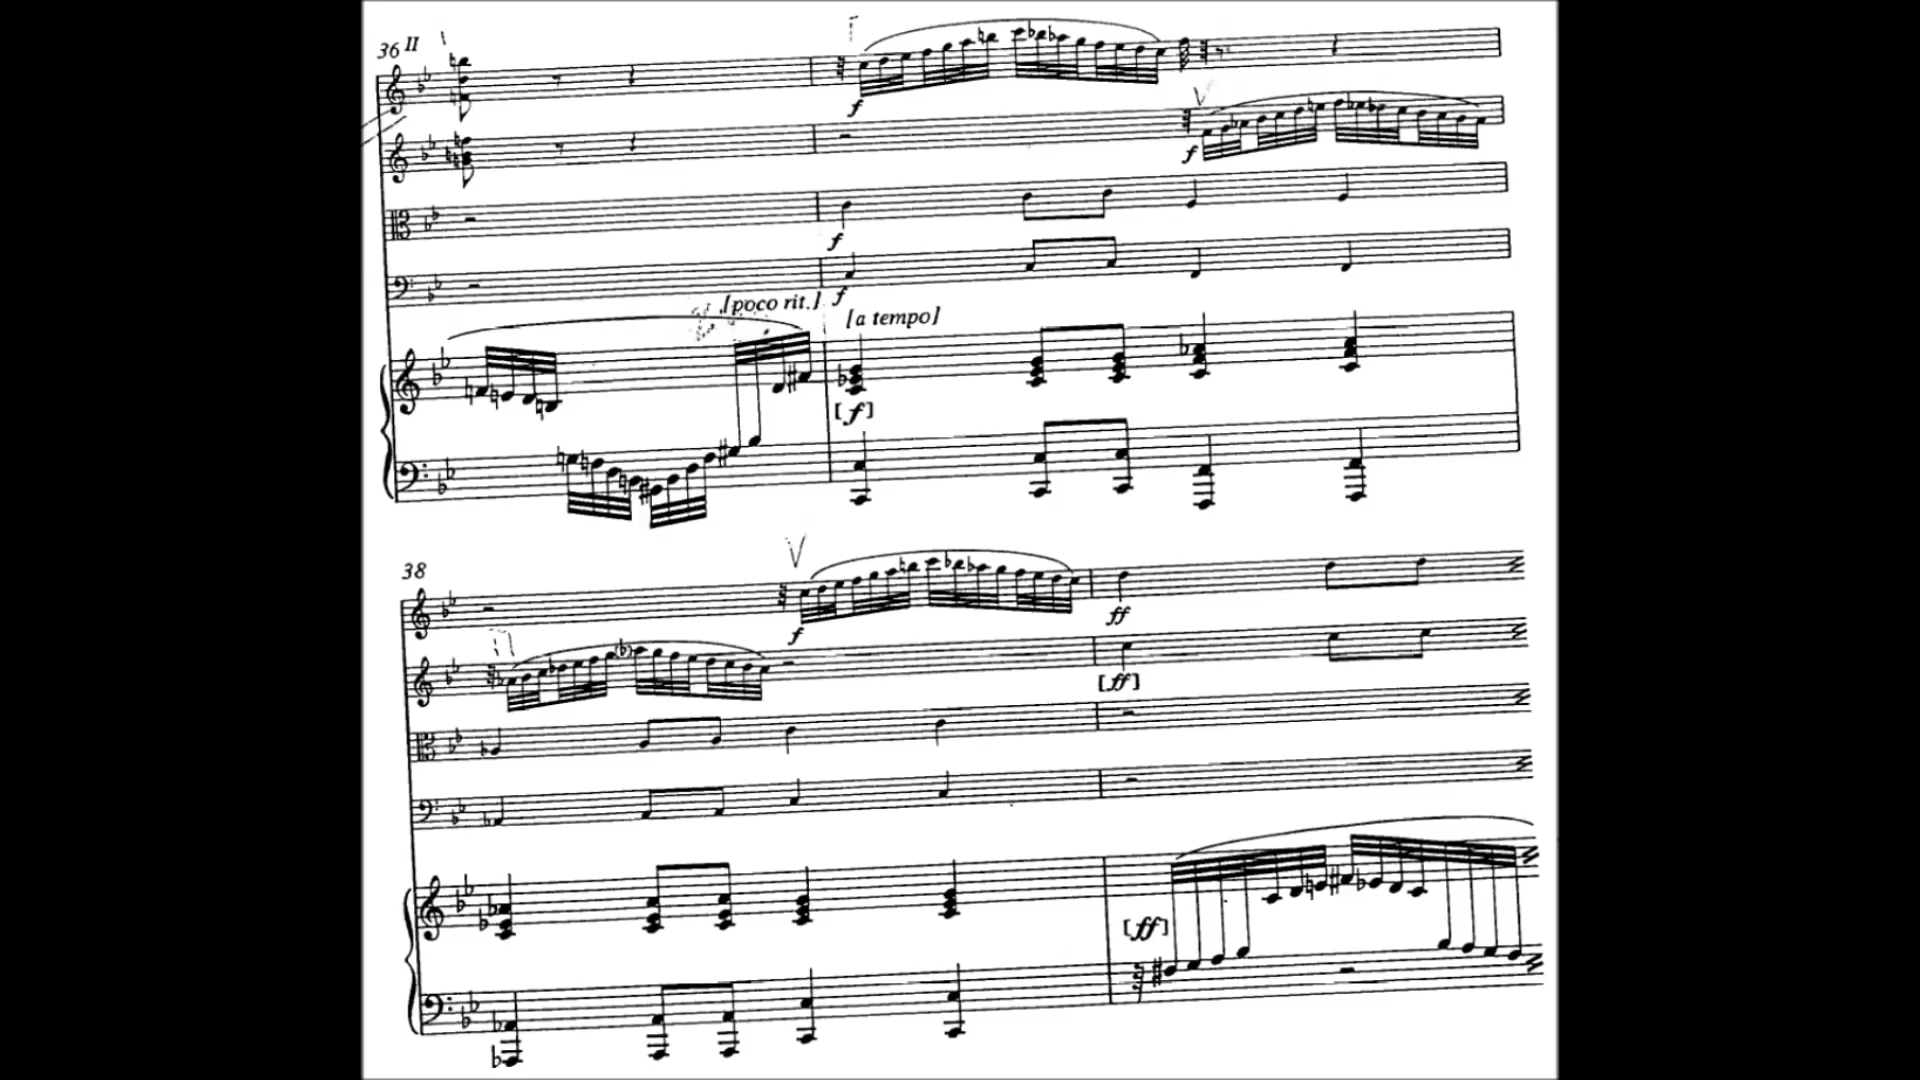 36 II
f
f
f
[poco rit.] f
[a tempo]
[f]
38
f
ff
[ff]
[ff]